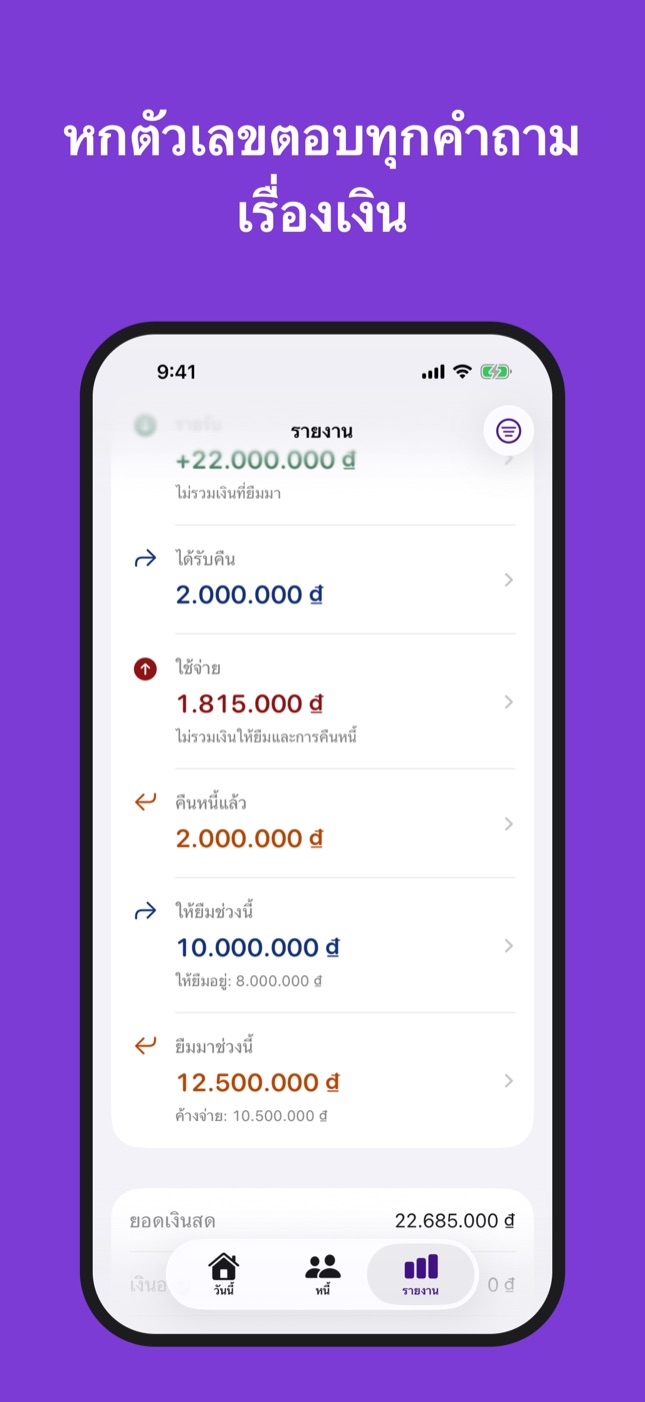 หกตัวเลขตอบทุกคำถาม
เรื่องเงิน
9:41
รายรับ
รายงาน
+22.000.000 ₫
ไม่รวมเงินที่ยืมมา
ได้รับคืน
2.000.000 ₫
ใช้จ่าย
1.815.000 ₫
ไม่รวมเงินให้ยืมและการคืนหนี้
คืนหนี้แล้ว
2.000.000 ₫
ให้ยืมช่วงนี้
10.000.000 ₫
ให้ยืมอยู่: 8.000.000 ₫
ยืมมาช่วงนี้
12.500.000 ₫
ค้างจ่าย: 10.500.000 ₫
ยอดเงินสด 22.685.000 ₫
0 ₫
วันนี้ หนี้ รายงาน